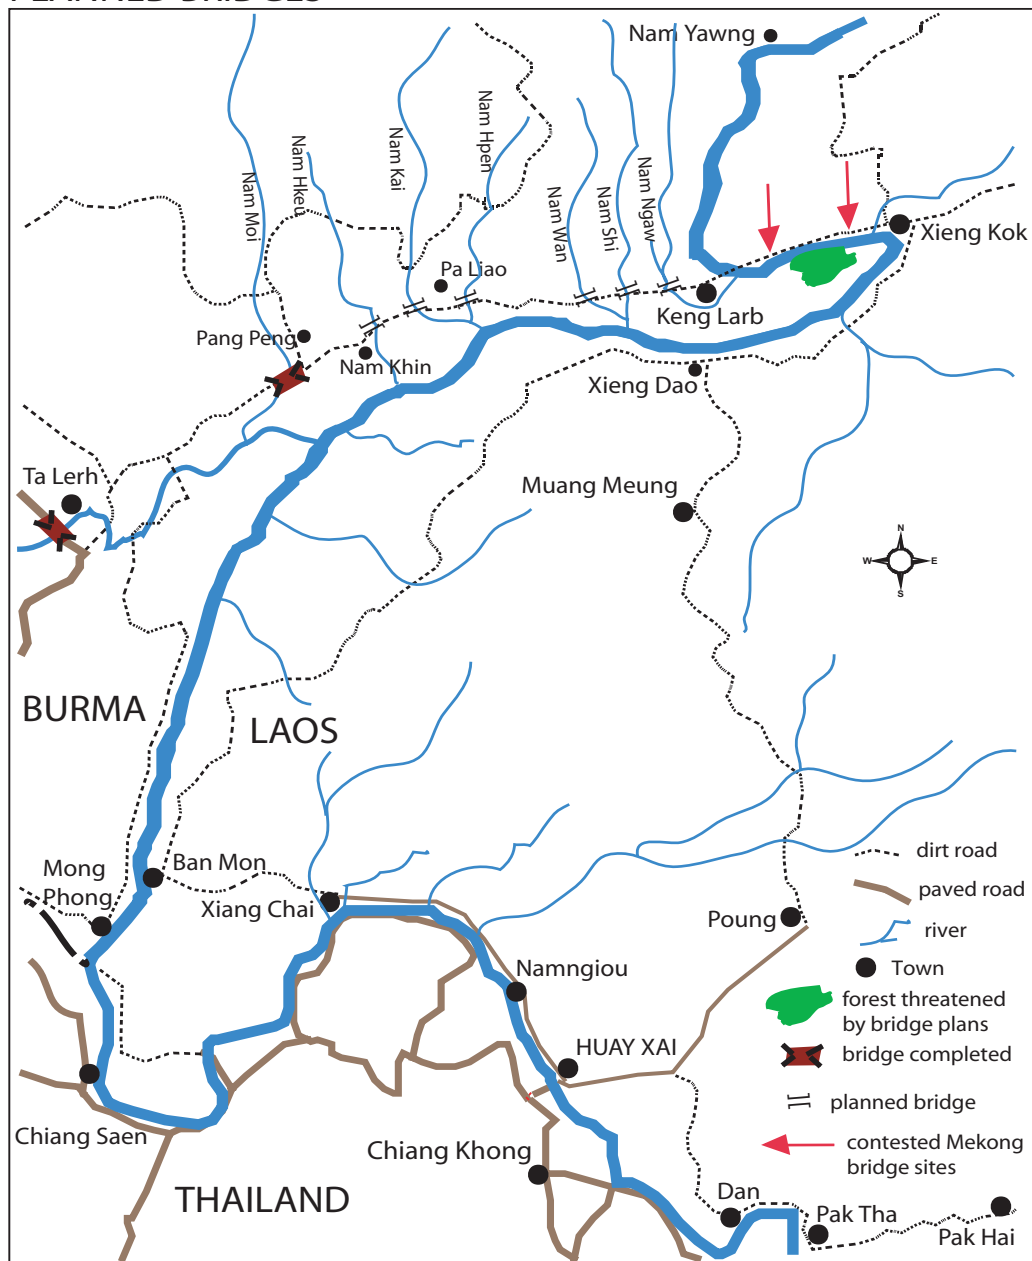 PLANNED BRIDGES
Nam Yawng
Nam Moi
Nam Hkeu
Nam Kai
Nam Hpen
Nam Wan
Nam Shi
Nam Ngaw
Xieng Kok
Pa Liao
Keng Larb
Pang Peng
Nam Khin
Xieng Dao
Ta Lerh
Muang Meung
N
W
E
S
BURMA
LAOS
Mong
Phong
Ban Mon
Xiang Chai
Poung
Namngiou
HUAY XAI
Chiang Saen
Chiang Khong
THAILAND
Dan
Pak Tha
Pak Hai
dirt road
paved road
river
Town
forest threatened
by bridge plans
bridge completed
planned bridge
contested Mekong
bridge sites